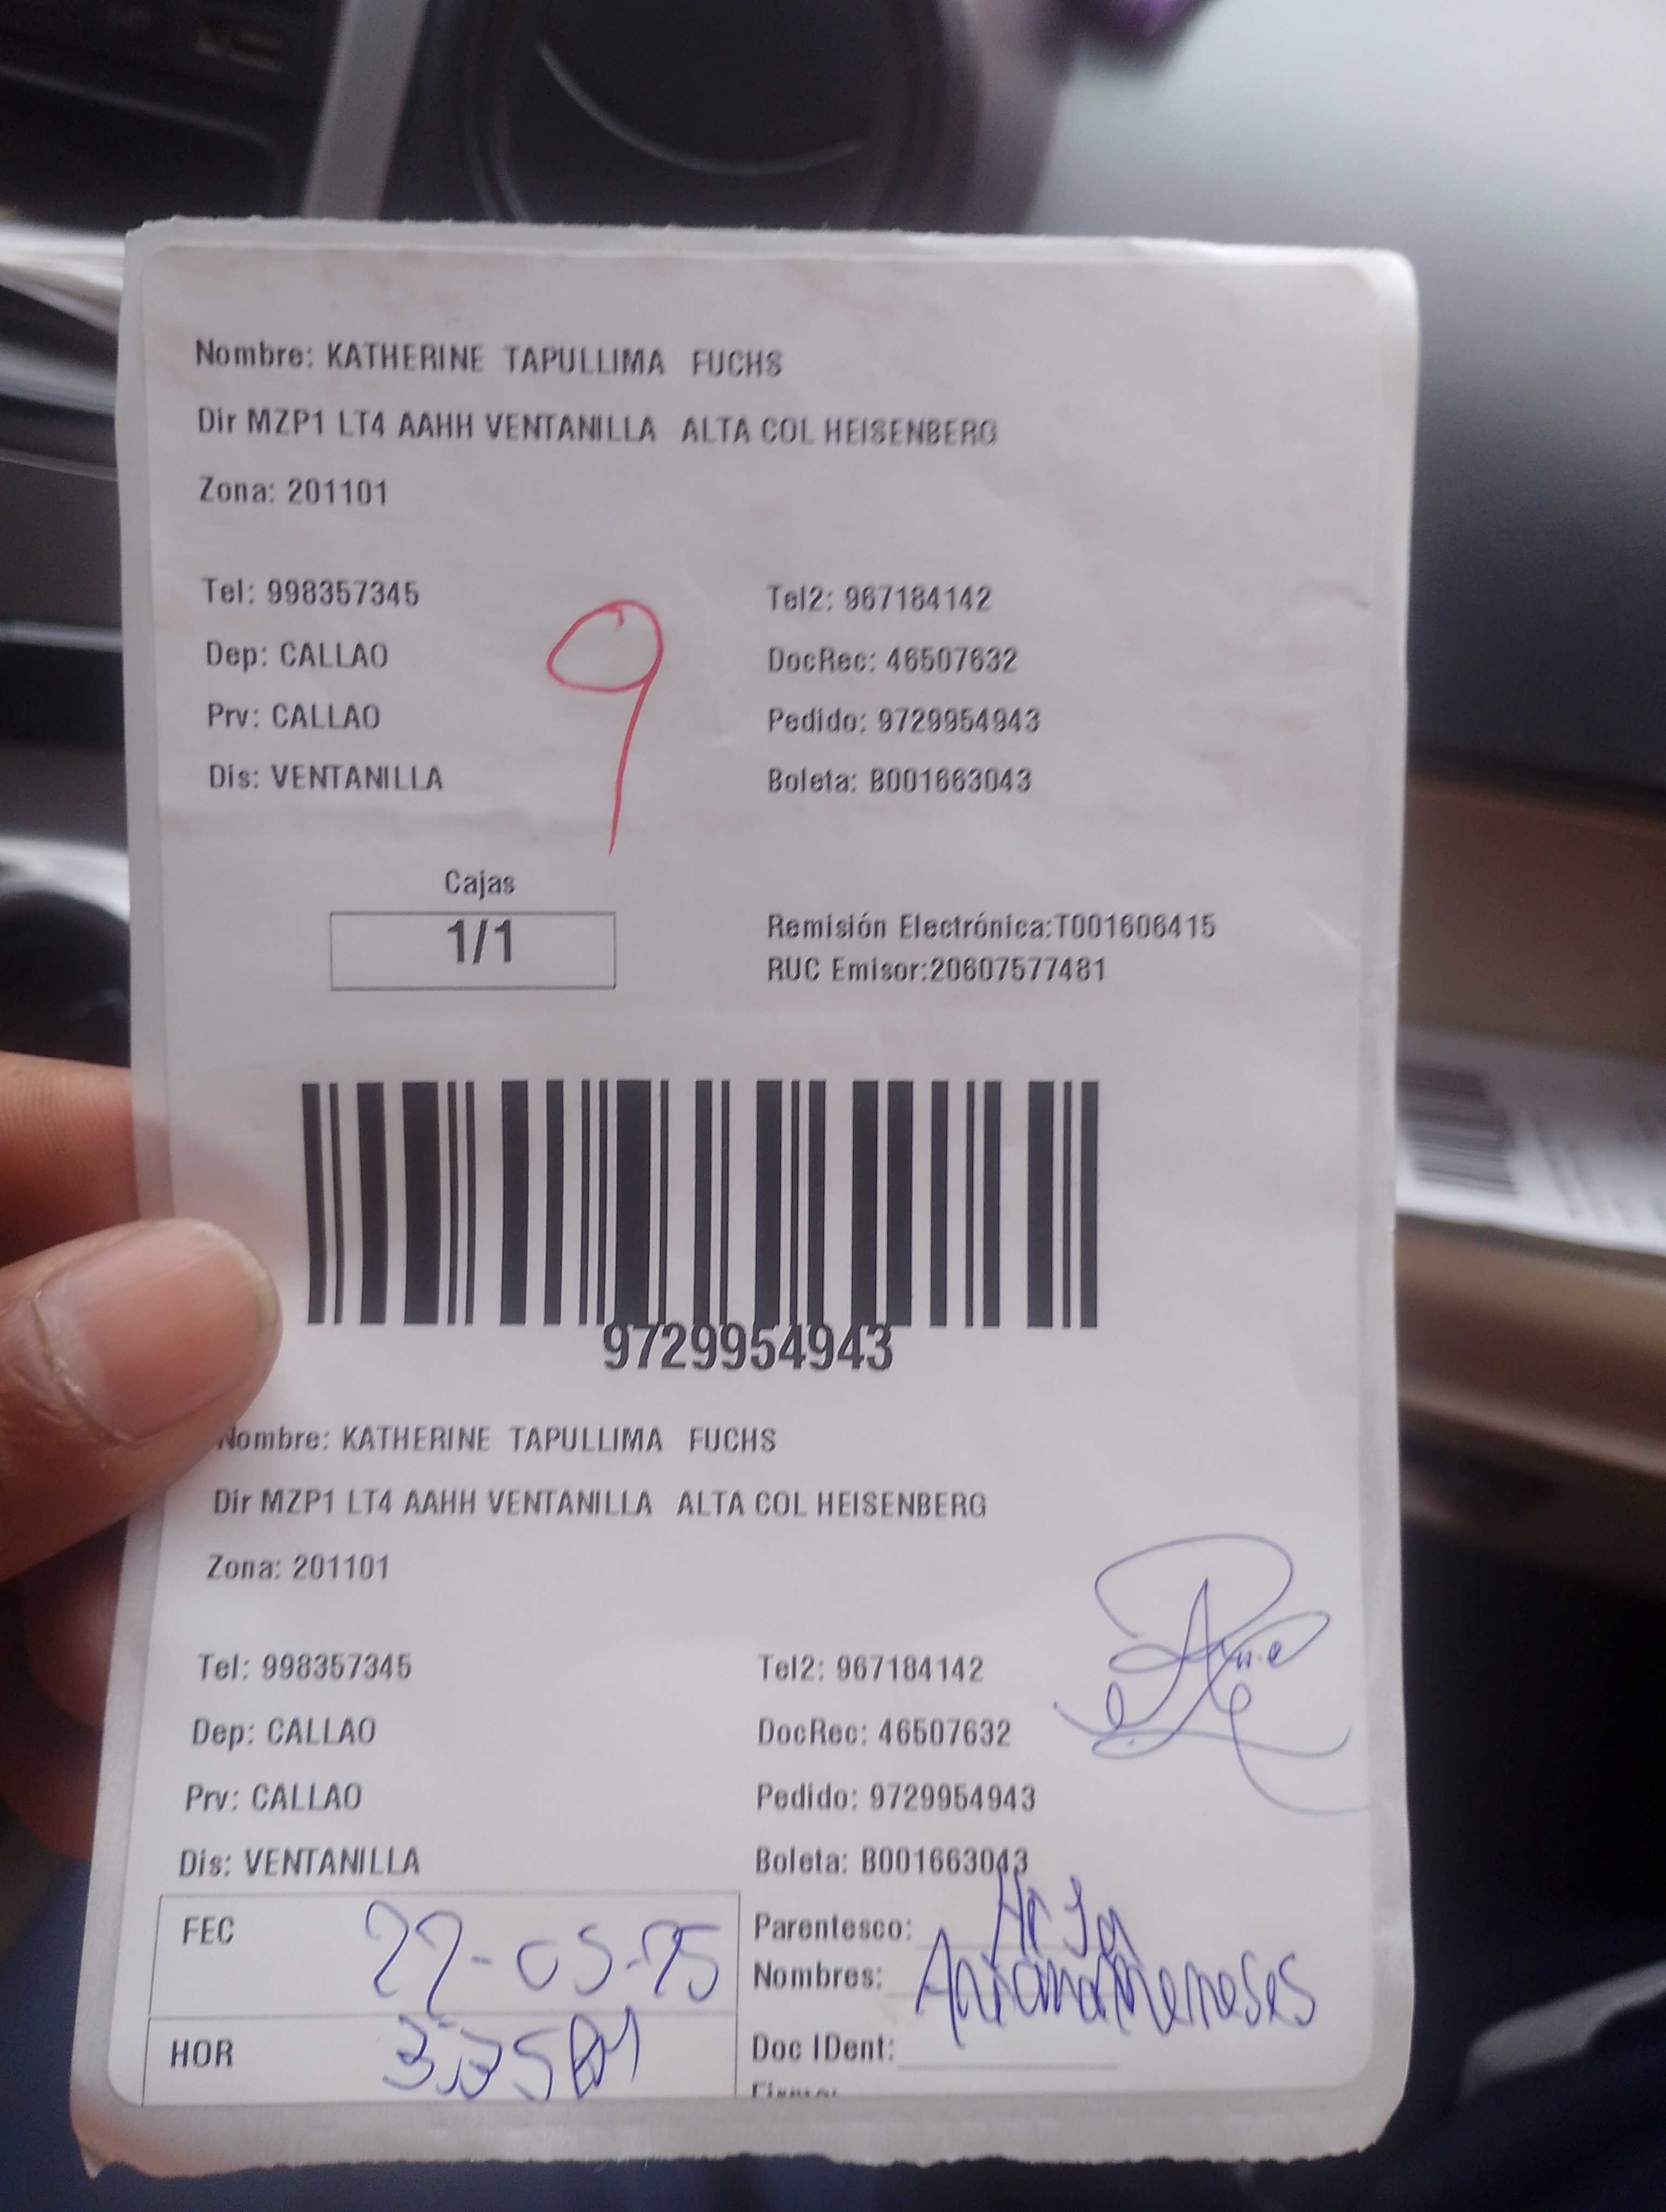 Nombre: KATHERINE TAPULLIMA FUCHS
Dir MZP1 LT4 AAHH VENTANILLA ALTA COL HEISENBERG
Zona: 201101
Tel: 998357345 Tel2: 967184142
Dep: CALLAO DocRec: 46507632
Prv: CALLAO Pedido: 9729954943
Dis: VENTANILLA Boleta: B001663043
9
Cajas
1/1
Remisión Electrónica:T001606415
RUC Emisor:20607577481
9729954943
Nombre: KATHERINE TAPULLIMA FUCHS
Dir MZP1 LT4 AAHH VENTANILLA ALTA COL HEISENBERG
Zona: 201101
Tel: 998357345 Tel2: 967184142
Dep: CALLAO DocRec: 46507632
Prv: CALLAO Pedido: 9729954943
Dis: VENTANILLA Boleta: B001663043
FEC
Parentesco:
Nombres: Meneses
HOR
Doc IDent:
Firma: